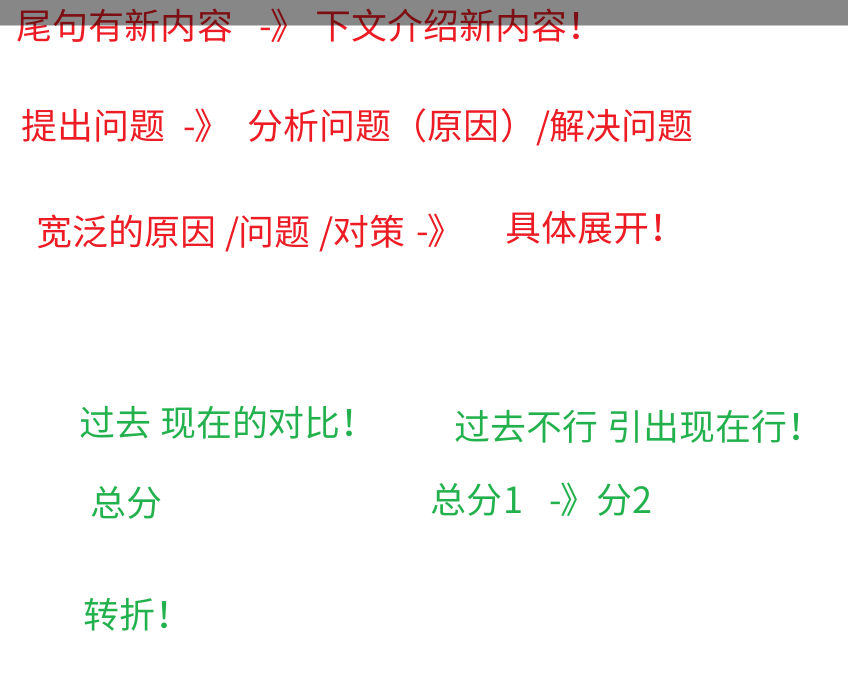 尾句有新内容 -》 下文介绍新内容！
提出问题 -》 分析问题（原因）/解决问题
宽泛的原因 /问题 /对策 -》 具体展开！
过去 现在的对比！ 过去不行 引出现在行！
总分 总分1 -》分2
转折！